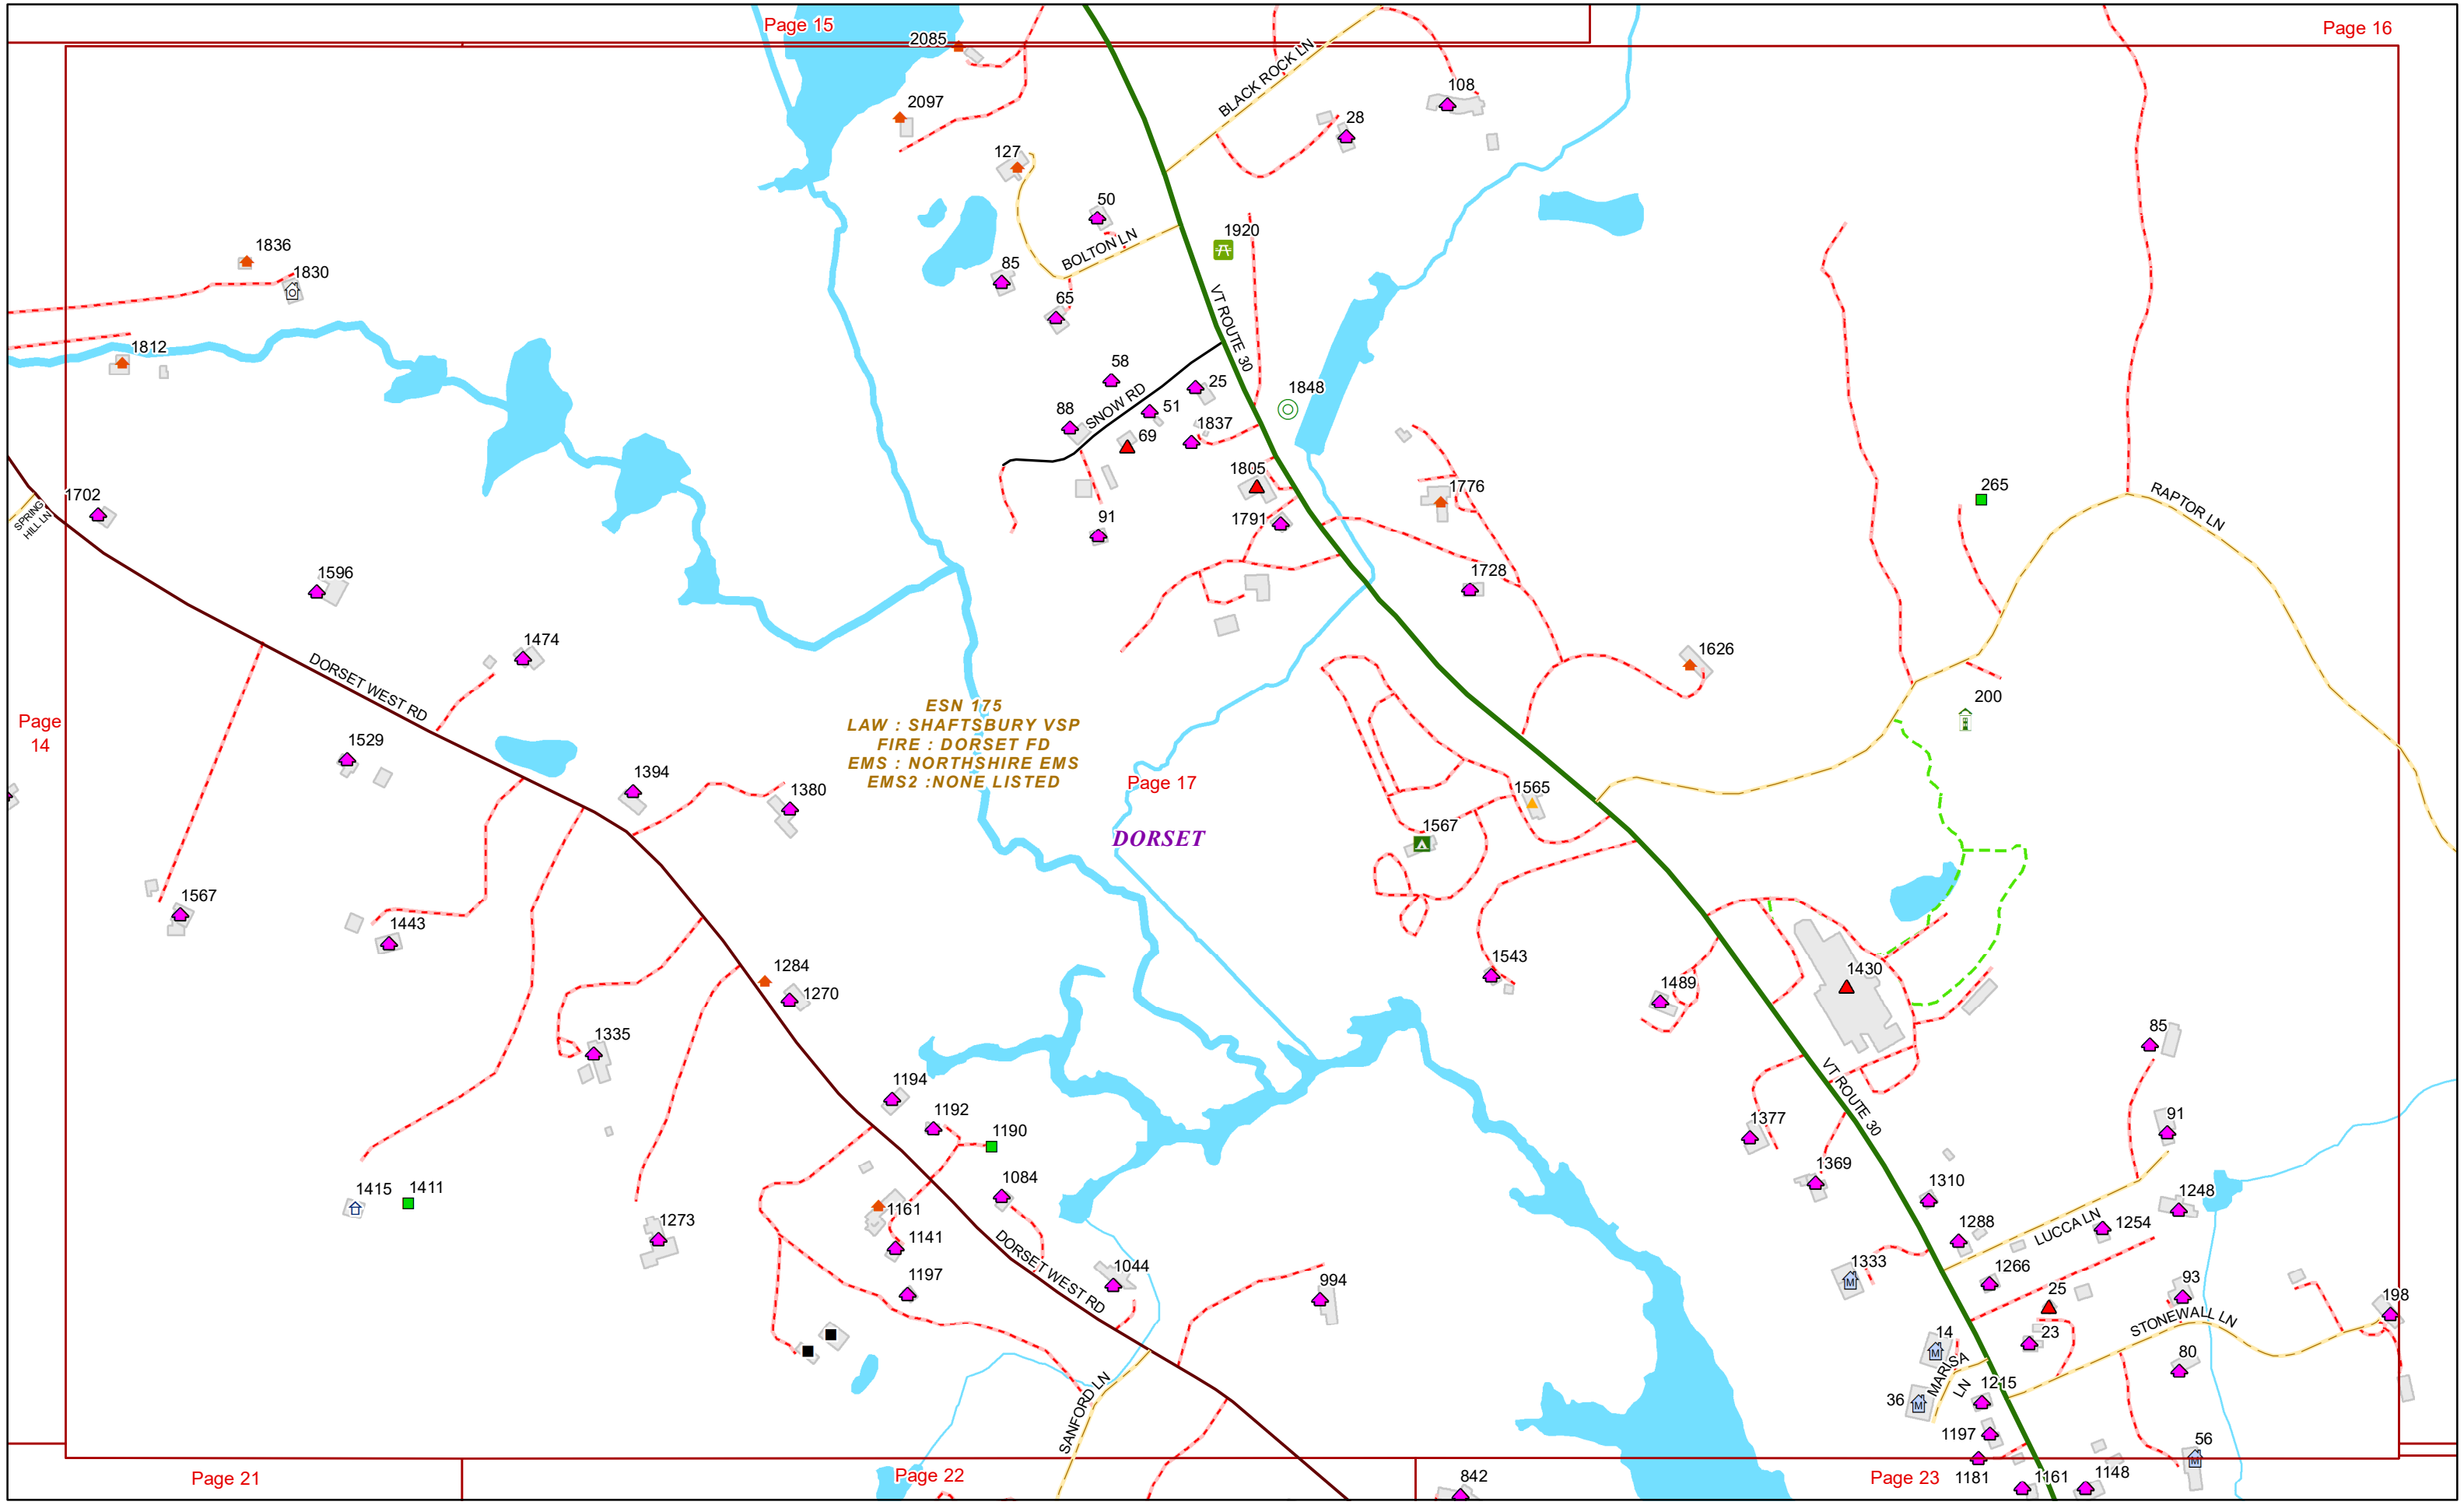 Page 15
Page 16
2085
BLACK ROCK LN
108
2097
28
127
50
1920
BOLTON LN
1836
1830
85
65
VT ROUTE 30
1812
58
25
1848
SNOW RD
88
51
1837
69
1805
1776
265
RAPTOR LN
1702
SPRING
HILL LN
1791
91
1596
1728
1474
1626
DORSET WEST RD
200
Page
14
ESN 175
LAW : SHAFTSBURY VSP
FIRE : DORSET FD
EMS : NORTHSHIRE EMS
EMS2 :NONE LISTED
1529
1394
1380
Page 17
1565
DORSET
1567
1567
1443
1284
1270
1543
1489
1430
1335
85
VT ROUTE 30
1194
1192
1190
1377
91
1369
1415
1411
1084
1310
1248
1161
1273
1141
1288
LUCCA LN
1254
DORSET WEST RD
1197
1044
994
1333
1266
25
93
198
STONEWALL LN
14
23
80
MARISA
LN
36
1215
SANFORD LN
1197
56
Page 21
Page 22
842
Page 23
1181
1161
1148